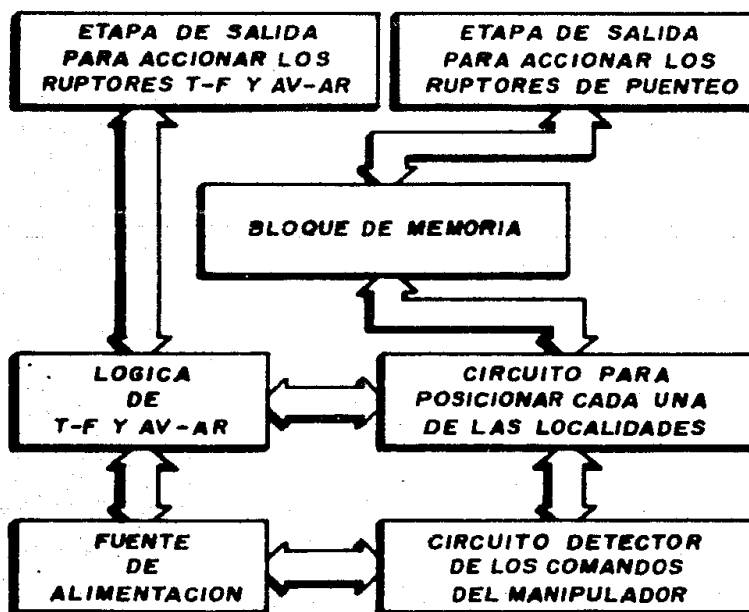 ETAPA DE SALIDA
PARA ACCIONAR LOS
RUPTORES T-F Y AV-AR
ETAPA DE SALIDA
PARA ACCIONAR LOS
RUPTORES DE PUENTEO
BLOQUE DE MEMORIA
LOGICA
DE
T-F Y AV-AR
CIRCUITO PARA
POSICIONAR CADA UNA
DE LAS LOCALIDADES
FUENTE
DE
ALIMENTACION
CIRCUITO DETECTOR
DE LOS COMANDOS
DEL MANIPULADOR